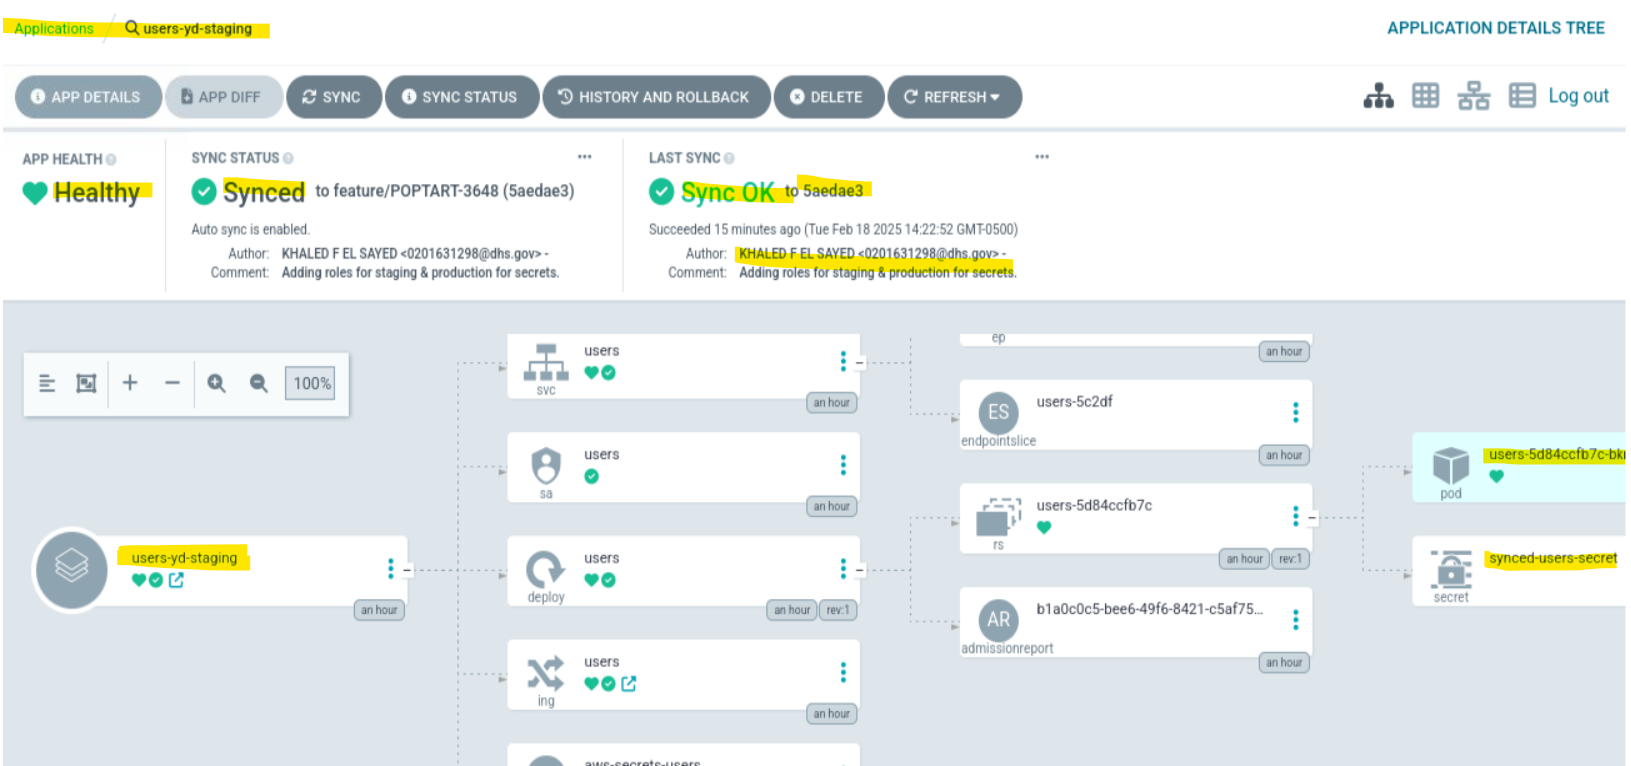 Applications / users-yd-staging
APPLICATION DETAILS TREE
APP DETAILS
APP DIFF
SYNC
SYNC STATUS
HISTORY AND ROLLBACK
DELETE
REFRESH
Log out
APP HEALTH
Healthy
SYNC STATUS
Synced to feature/POPTART-3648 (5aedae3)
Auto sync is enabled.
Author: KHALED F EL SAYED <0201631298@dhs.gov> -
Comment: Adding roles for staging & production for secrets.
LAST SYNC
Sync OK to 5aedae3
Succeeded 15 minutes ago (Tue Feb 18 2025 14:22:52 GMT-0500)
Author: KHALED F EL SAYED <0201631298@dhs.gov> -
Comment: Adding roles for staging & production for secrets.
100%
users-yd-staging
an hour
users
svc
an hour
users
sa
an hour
users
deploy
an hour
rev:1
users
ing
an hour
aws-secrets-users
ep
an hour
ES
users-5c2df
endpointslice
an hour
users-5d84ccfb7c
rs
an hour
rev:1
AR
b1a0c0c5-bee6-49f6-8421-c5af75...
admissionreport
an hour
pod
synced-users-secret
secret